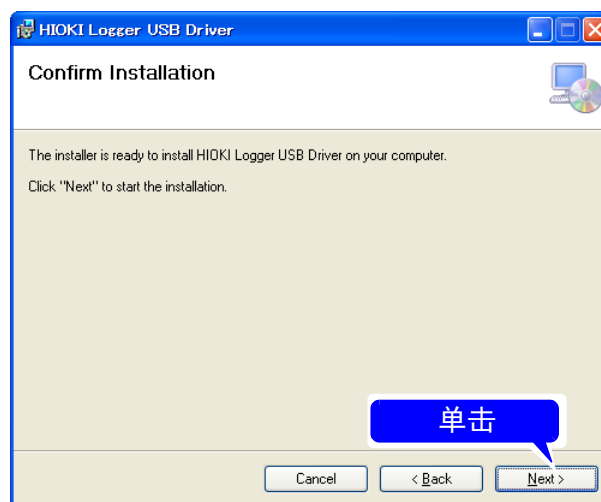 HIOKI Logger USB Driver
Confirm Installation
The installer is ready to install HIOKI Logger USB Driver on your computer.
Click "Next" to start the installation.
单击
Cancel
< Back
Next >